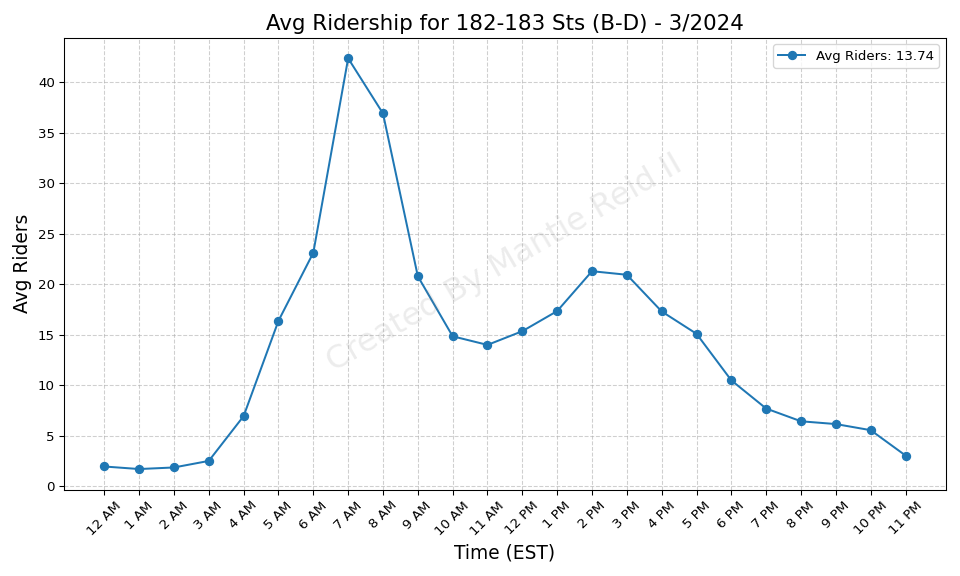 Avg Ridership for 182-183 Sts (B-D) - 3/2024
Avg Riders: 13.74
Avg Riders
40
35
30
25
20
15
10
5
0
Created By Mantie Reid II
12 AM
1 AM
2 AM
3 AM
4 AM
5 AM
6 AM
7 AM
8 AM
9 AM
10 AM
11 AM
12 PM
1 PM
2 PM
3 PM
4 PM
5 PM
6 PM
7 PM
8 PM
9 PM
10 PM
11 PM
Time (EST)